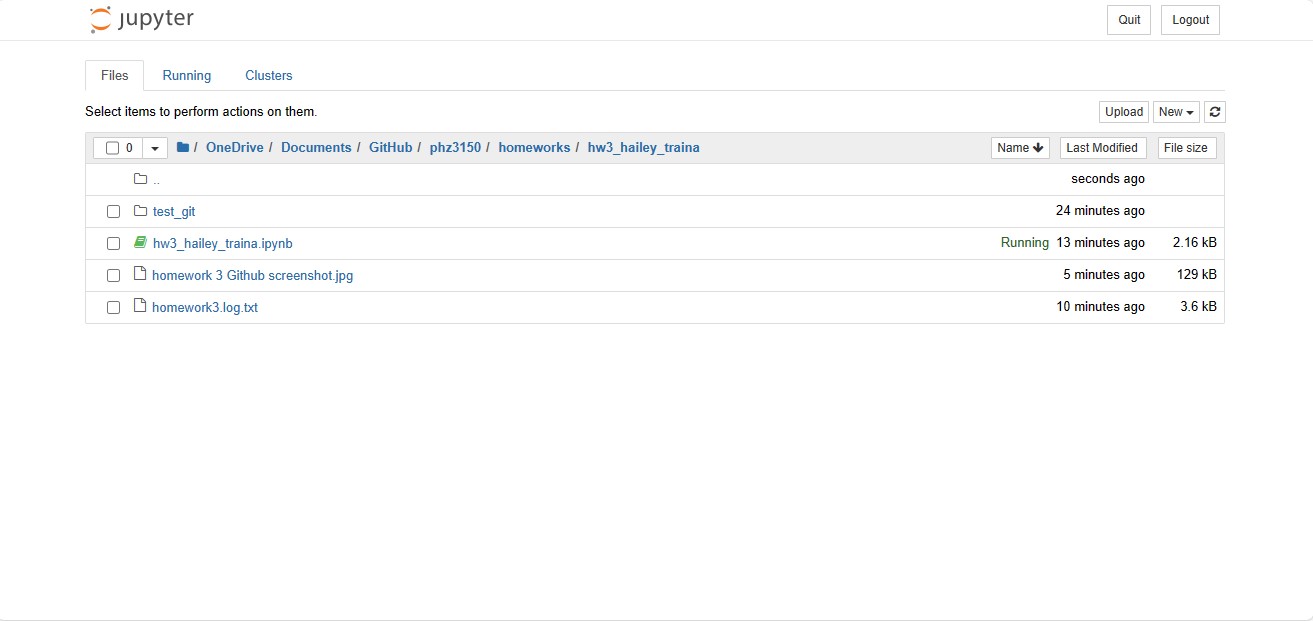 jupyter Quit Logout
Files Running Clusters
Select items to perform actions on them. Upload New
0 / OneDrive / Documents / GitHub / phz3150 / homeworks / hw3_hailey_traina Name Last Modified File size
.. seconds ago
test_git 24 minutes ago
hw3_hailey_traina.ipynb Running 13 minutes ago 2.16 kB
homework 3 Github screenshot.jpg 5 minutes ago 129 kB
homework3.log.txt 10 minutes ago 3.6 kB